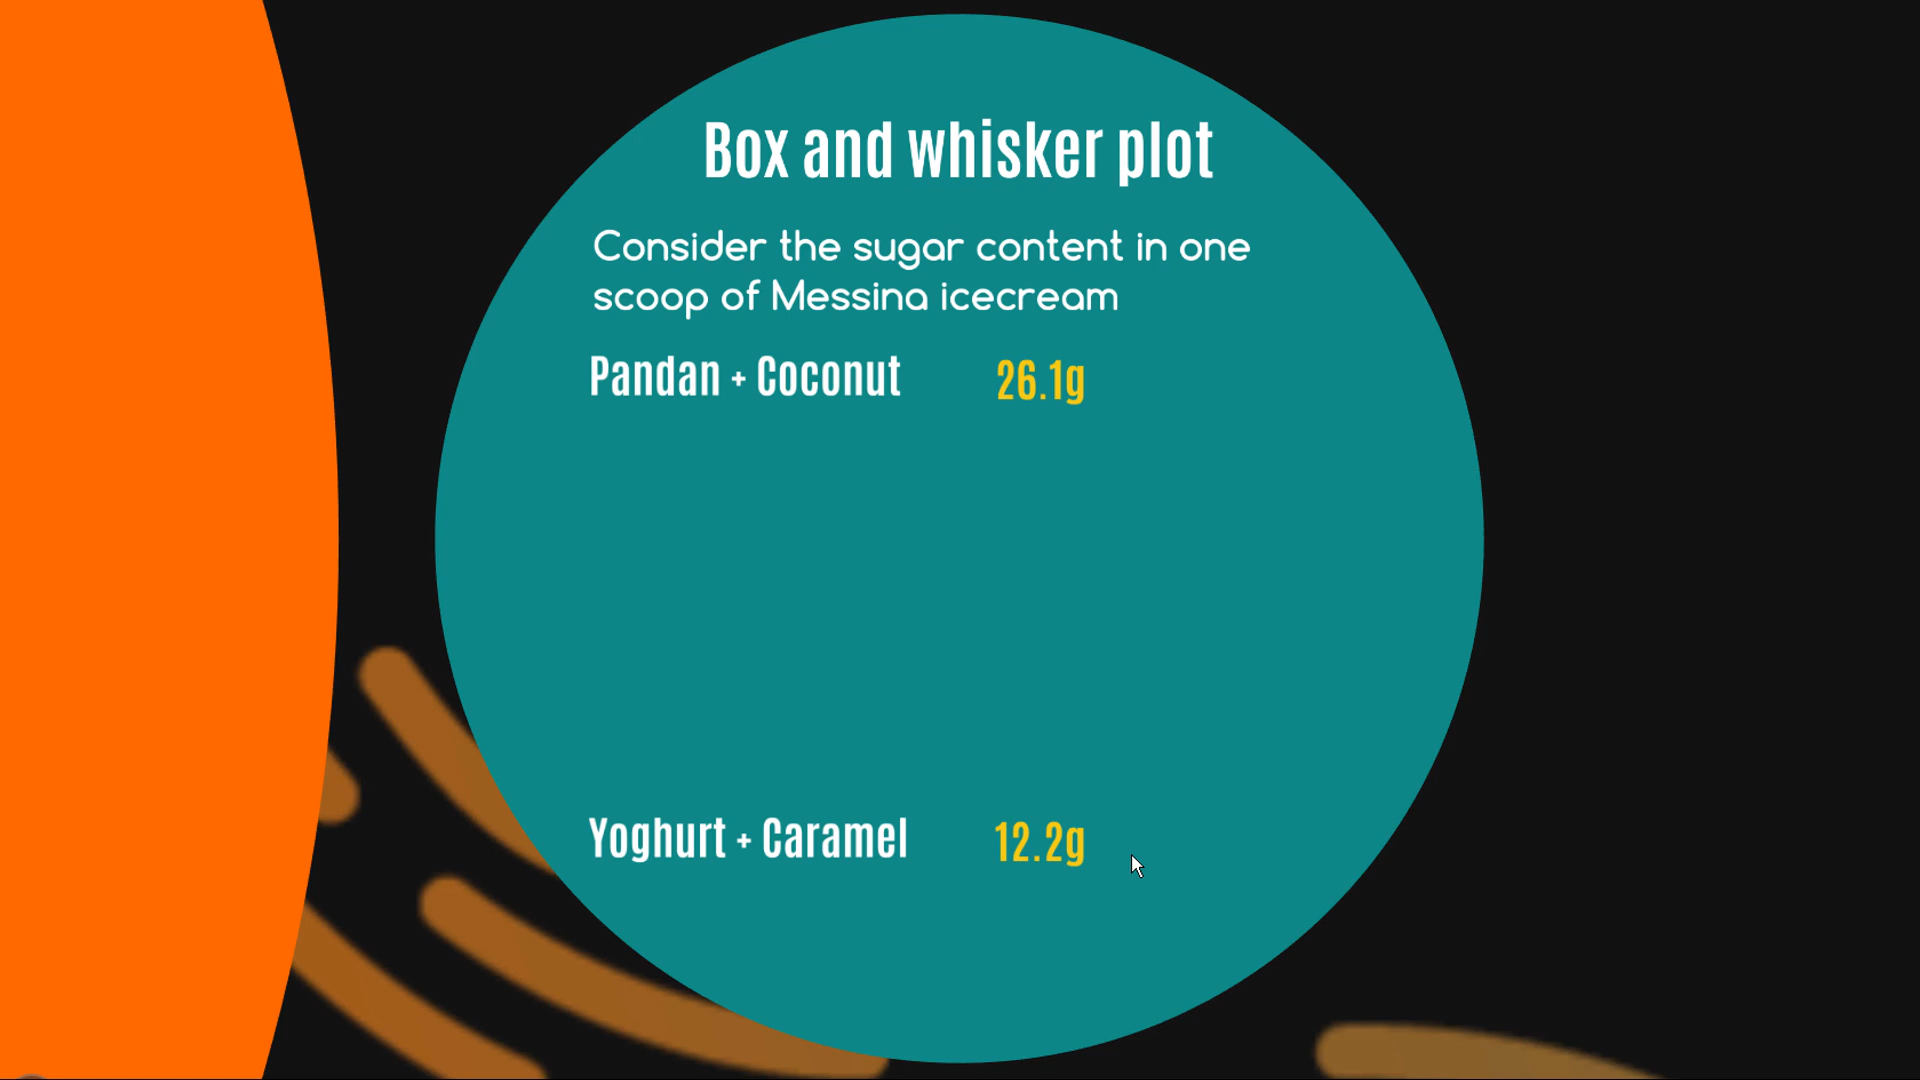 Box and whisker plot
Consider the sugar content in one
scoop of Messina icecream
Pandan + Coconut 26.1g
Yoghurt + Caramel 12.2g